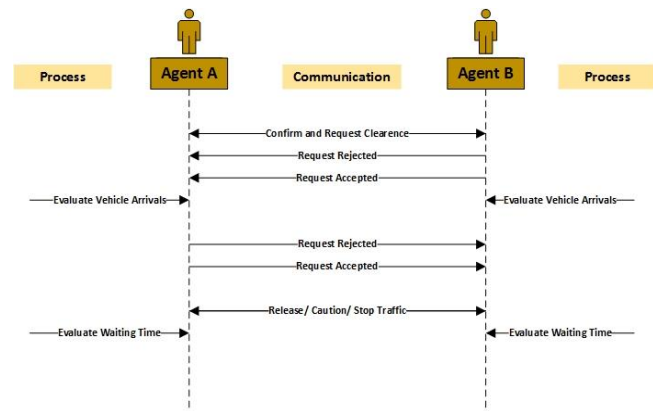 Process
Agent A
Communication
Agent B
Process
Confirm and Request Clearence
Request Rejected
Request Accepted
Evaluate Vehicle Arrivals
Evaluate Vehicle Arrivals
Request Rejected
Request Accepted
Release/ Caution/ Stop Traffic
Evaluate Waiting Time
Evaluate Waiting Time